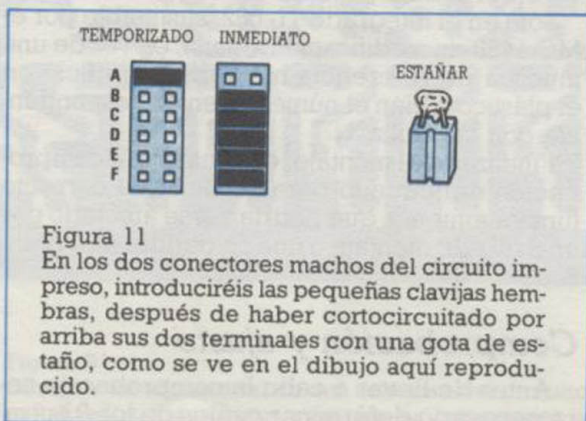 TEMPORIZADO INMEDIATO
ESTAÑAR
A
B
C
D
E
F
Figura 11
En los dos conectores machos del circuito im-
preso, introduciréis las pequeñas clavijas hem-
bras, después de haber cortocircuitado por
arriba sus dos terminales con una gota de es-
taño, como se ve en el dibujo aquí reprodu-
cido.